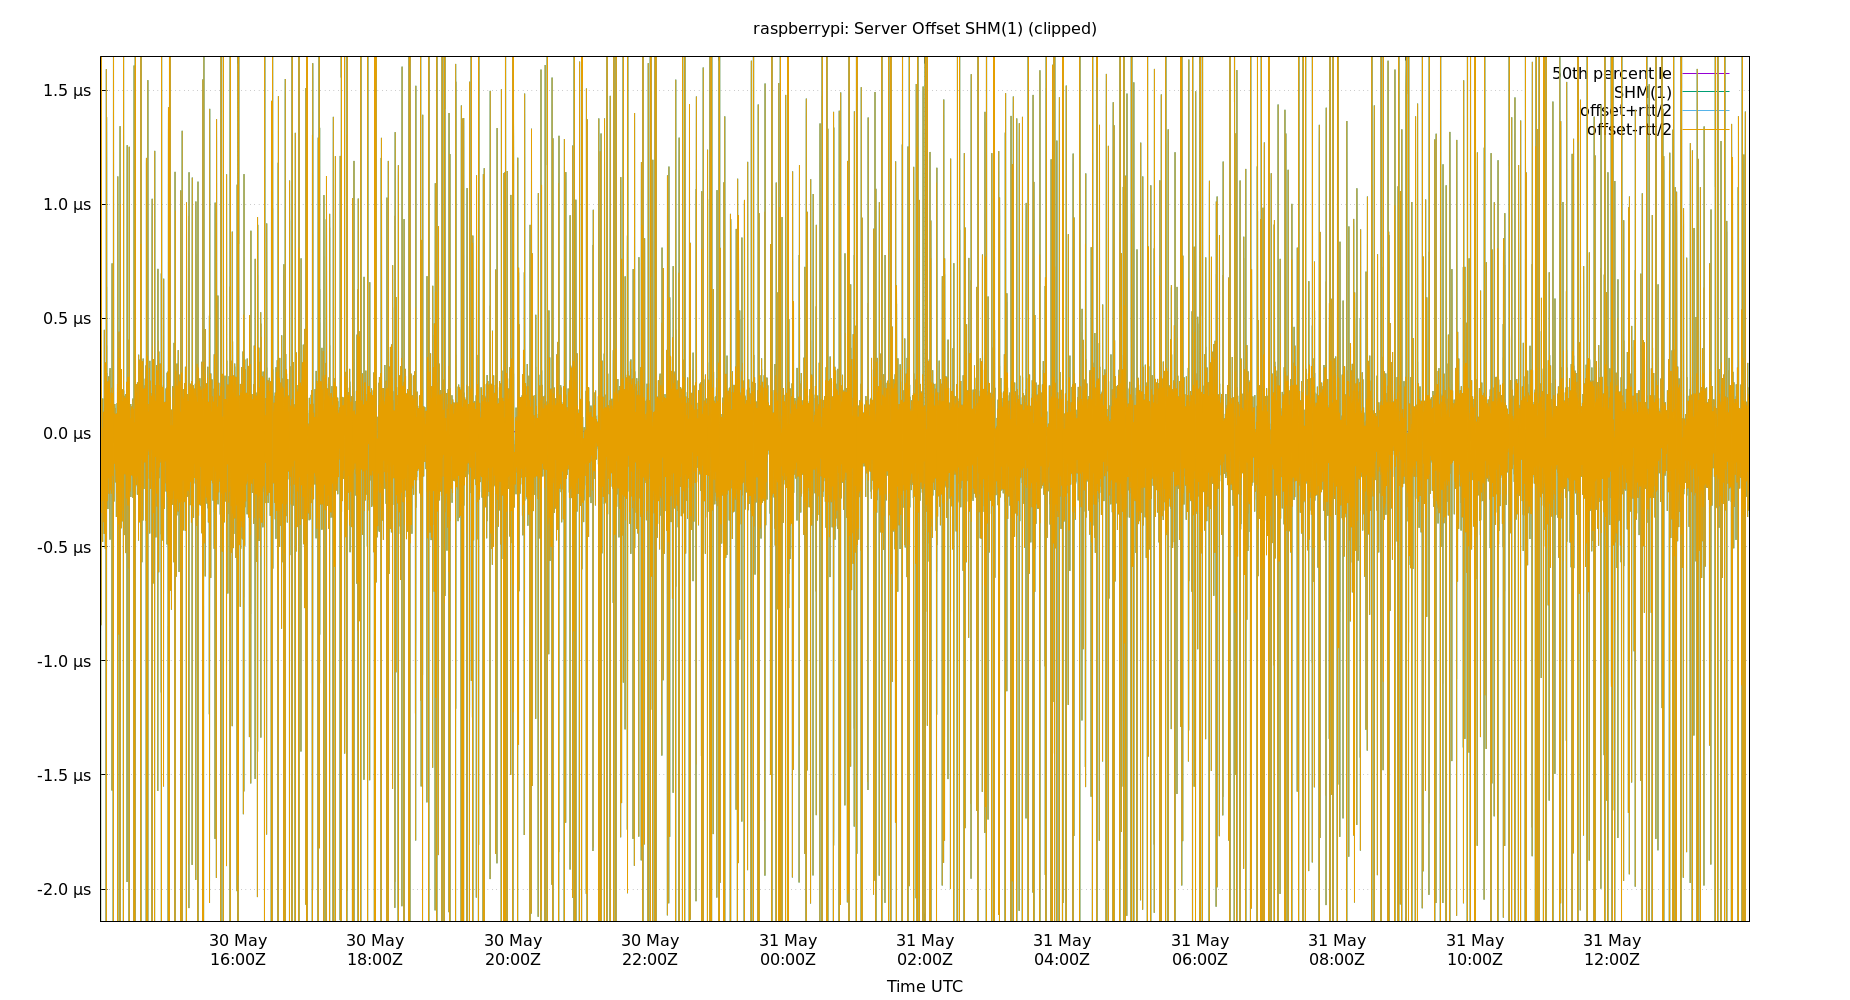 raspberrypi: Server Offset SHM(1) (clipped)
50th percentile
SHM(1)
offset+rtt/2
offset-rtt/2
1.5 µs
1.0 µs
0.5 µs
0.0 µs
-0.5 µs
-1.0 µs
-1.5 µs
-2.0 µs
30 May 30 May 30 May 30 May 31 May 31 May 31 May 31 May 31 May 31 May 31 May
16:00Z 18:00Z 20:00Z 22:00Z 00:00Z 02:00Z 04:00Z 06:00Z 08:00Z 10:00Z 12:00Z
Time UTC